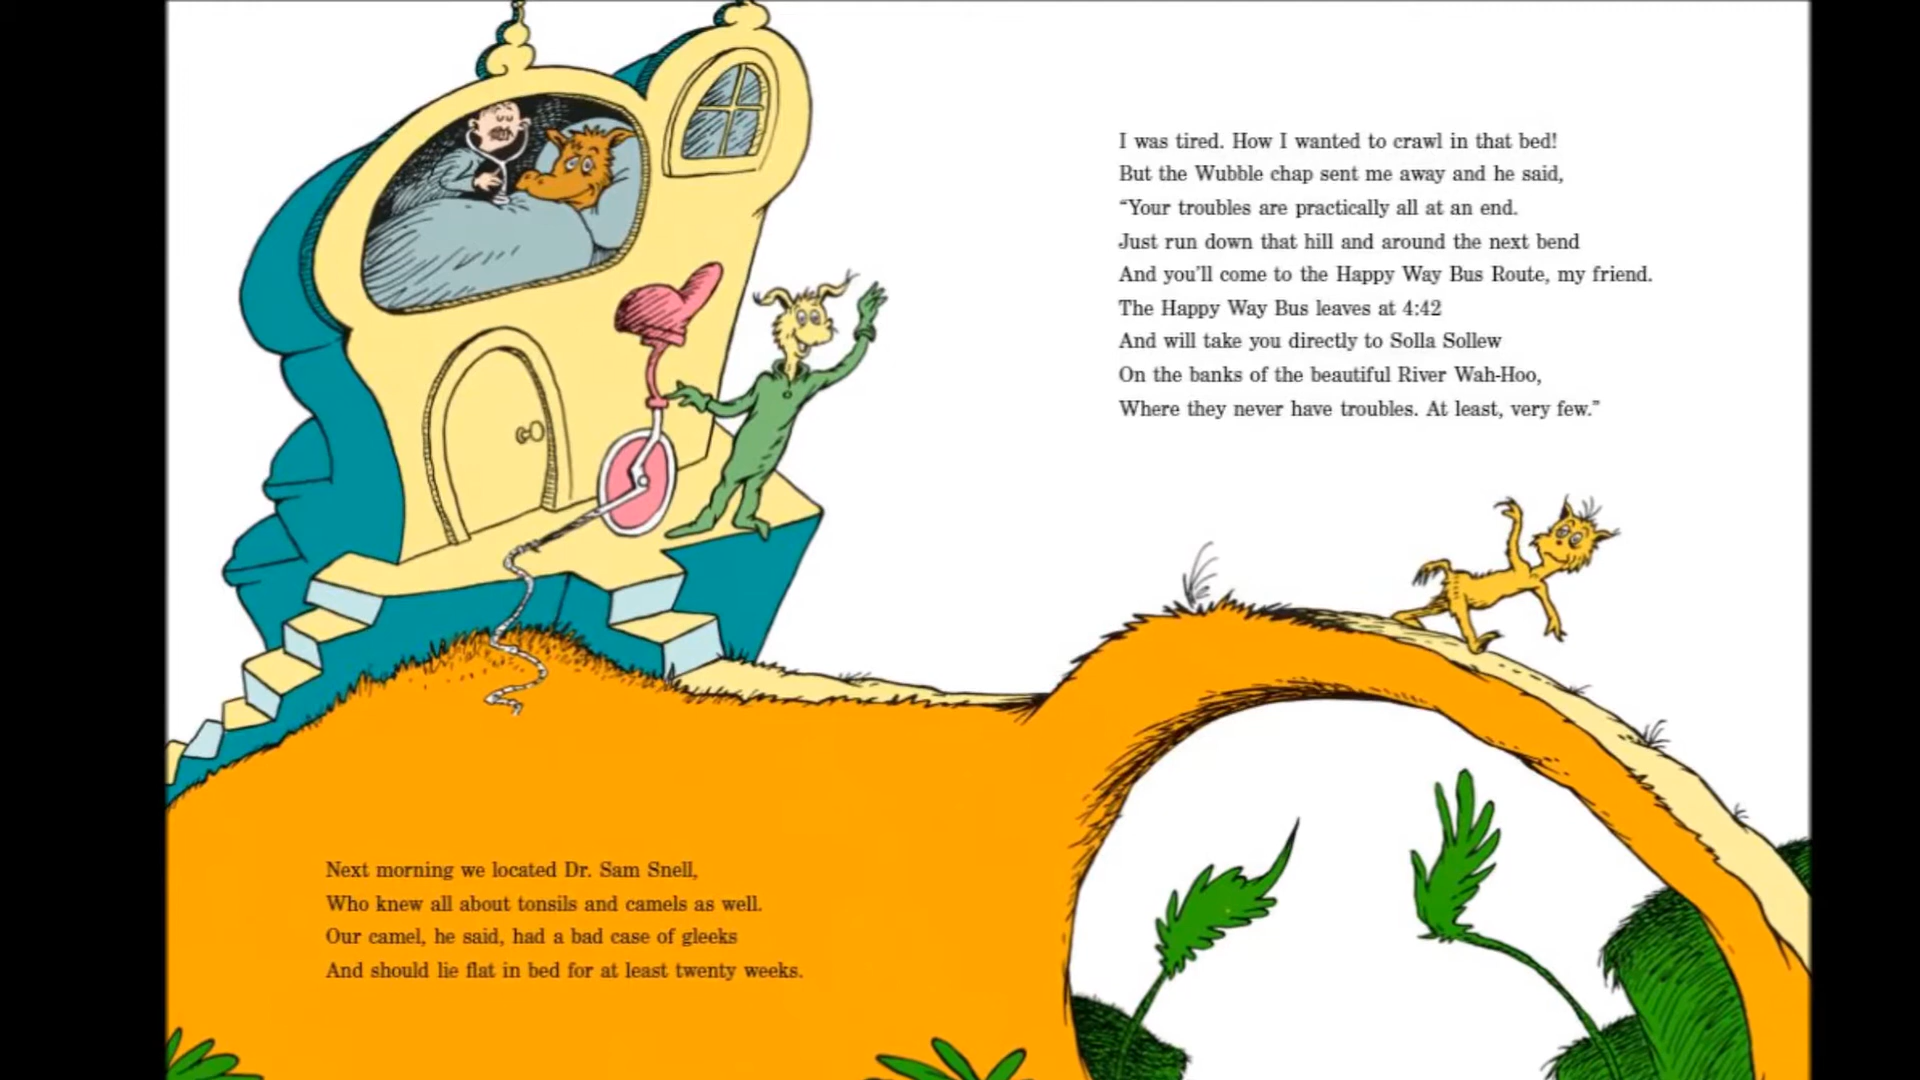 Next morning we located Dr. Sam Snell,
Who knew all about tonsils and camels as well.
Our camel, he said, had a bad case of gleeks
And should lie flat in bed for at least twenty weeks.
I was tired. How I wanted to crawl in that bed!
But the Wubble chap sent me away and he said,
“Your troubles are practically all at an end.
Just run down that hill and around the next bend
And you’ll come to the Happy Way Bus Route, my friend.
The Happy Way Bus leaves at 4:42
And will take you directly to Solla Sollew
On the banks of the beautiful River Wah-Hoo,
Where they never have troubles. At least, very few.”